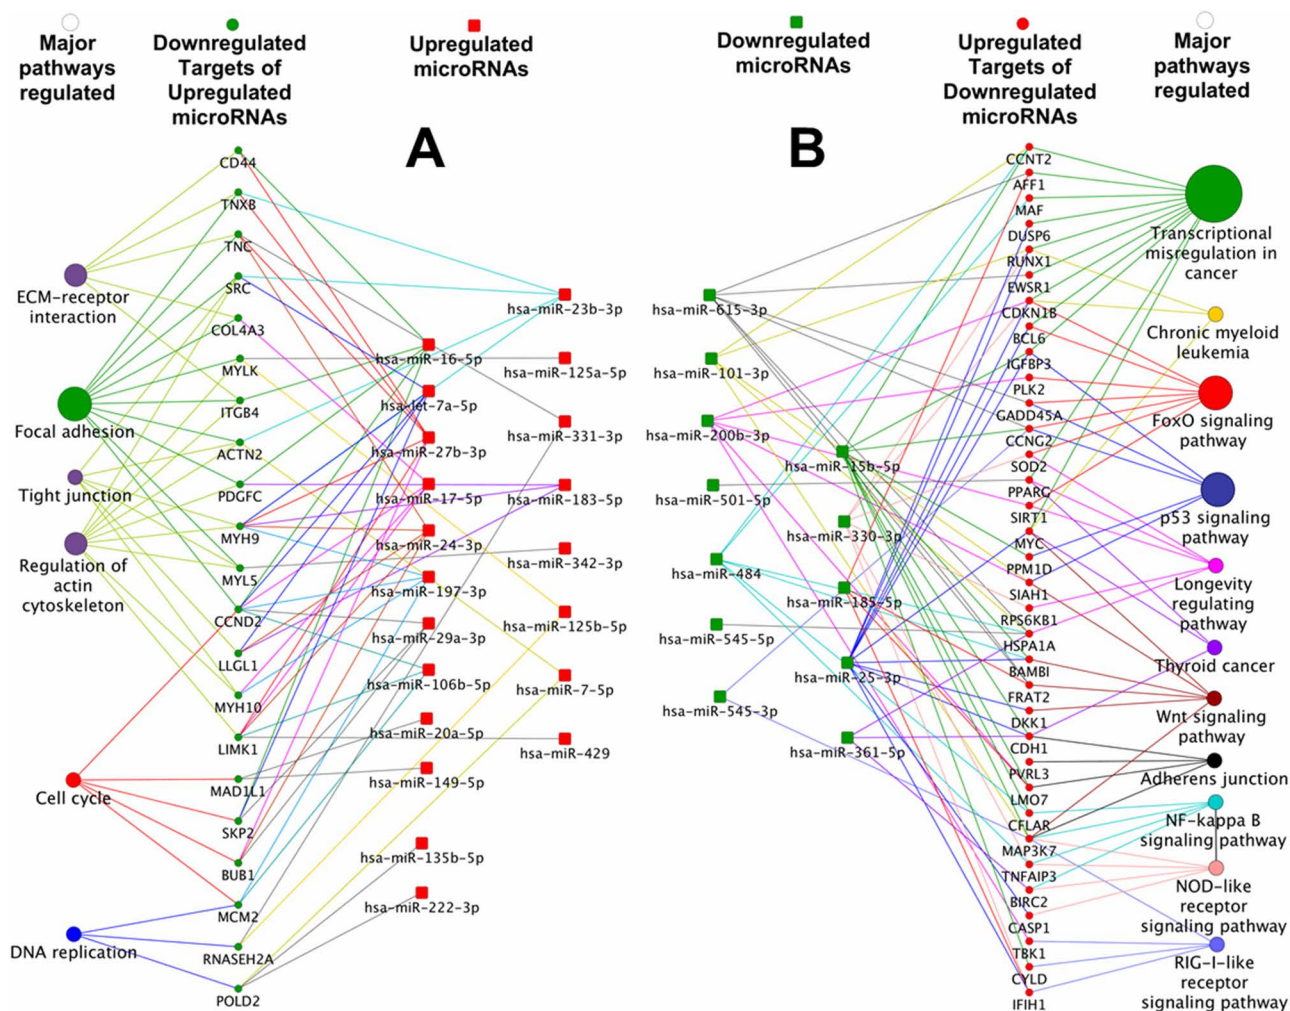 Major
pathways
regulated
Downregulated
Targets of
Upregulated
microRNAs
Upregulated
microRNAs
A
CD44
TNXB
TNC
SRC
COL4A3
MYLK
ITGB4
ACTN2
PDGFC
MYH9
MYL5
CCND2
LLGL1
MYH10
LIMK1
MAD1L1
SKP2
BUB1
MCM2
RNASEH2A
POLD2
ECM-receptor
interaction
Focal adhesion
Tight junction
Regulation of
actin
cytoskeleton
Cell cycle
DNA replication
hsa-miR-16-5p
hsa-let-7a-5p
hsa-miR-27b-3p
hsa-miR-17-5p
hsa-miR-24-3p
hsa-miR-197-3p
hsa-miR-29a-3p
hsa-miR-106b-5p
hsa-miR-20a-5p
hsa-miR-149-5p
hsa-miR-135b-5p
hsa-miR-222-3p
hsa-miR-23b-3p
hsa-miR-125a-5p
hsa-miR-331-3p
hsa-miR-183-5p
hsa-miR-342-3p
hsa-miR-125b-5p
hsa-miR-7-5p
hsa-miR-429
Downregulated
microRNAs
Upregulated
Targets of
Downregulated
microRNAs
Major
pathways
regulated
B
hsa-miR-615-3p
hsa-miR-101-3p
hsa-miR-200b-3p
hsa-miR-501-5p
hsa-miR-484
hsa-miR-545-5p
hsa-miR-545-3p
hsa-miR-15b-5p
hsa-miR-330-3p
hsa-miR-185-5p
hsa-miR-25-3p
hsa-miR-361-5p
CCNT2
AFF1
MAF
DUSP6
RUNX1
EWSR1
CDKN1B
BCL6
IGFBP3
PLK2
GADD45A
CCNG2
SOD2
PPARG
SIRT1
MYC
PPM1D
SIAH1
RPS6KB1
HSPA1A
BAMBI
FRAT2
DKK1
CDH1
PVRL3
LMO7
CFLAR
MAP3K7
TNFAIP3
BIRC2
CASP1
TBK1
CYLD
IFIH1
Transcriptional
misregulation in
cancer
Chronic myeloid
leukemia
FoxO signaling
pathway
p53 signaling
pathway
Longevity
regulating
pathway
Thyroid cancer
Wnt signaling
pathway
Adherens junction
NF-kappa B
signaling pathway
NOD-like
receptor
signaling pathway
RIG-I-like
receptor
signaling pathway